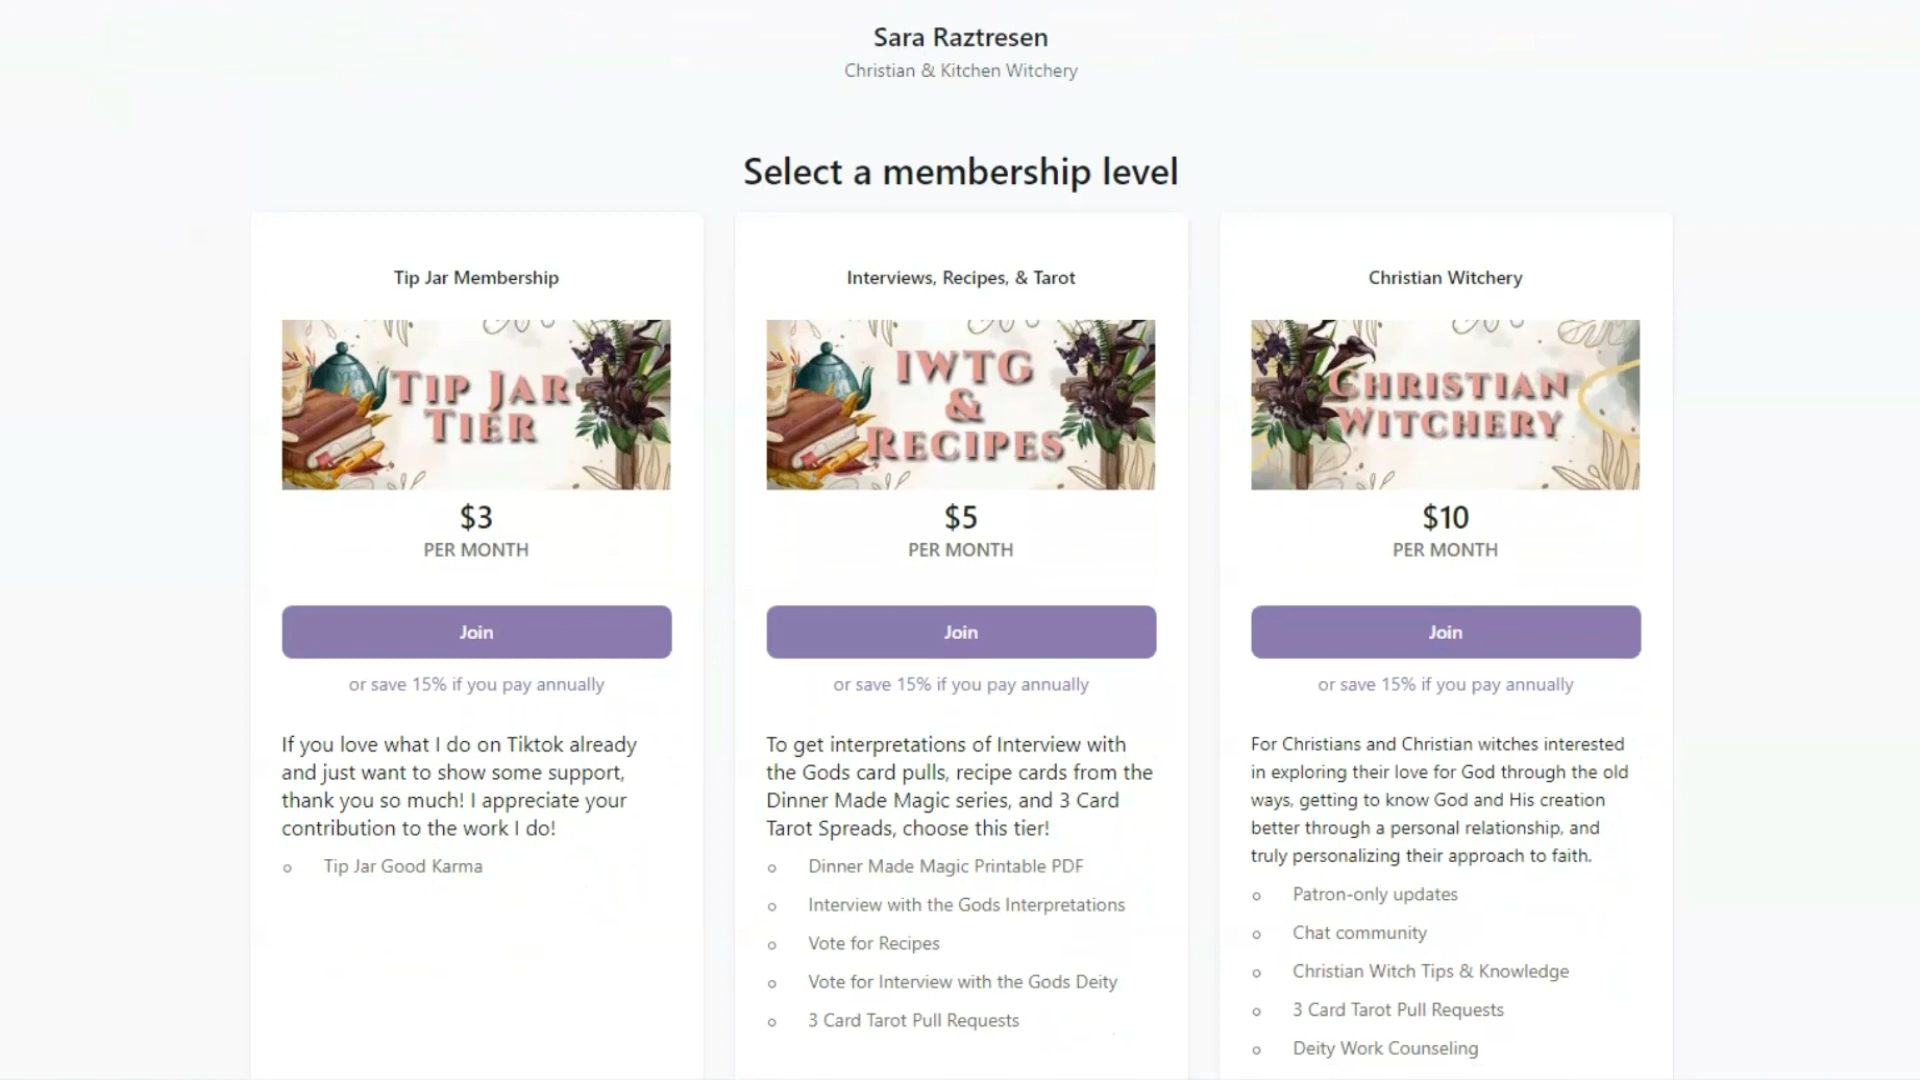 Sara Raztresen
Christian & Kitchen Witchery
Select a membership level
Tip Jar Membership
TIP JAR
TIER
$3
PER MONTH
Join
or save 15% if you pay annually
If you love what I do on Tiktok already
and just want to show some support,
thank you so much! I appreciate your
contribution to the work I do!
Tip Jar Good Karma
Interviews, Recipes, & Tarot
IWTG
&
RECIPES
$5
PER MONTH
Join
or save 15% if you pay annually
To get interpretations of Interview with
the Gods card pulls, recipe cards from the
Dinner Made Magic series, and 3 Card
Tarot Spreads, choose this tier!
Dinner Made Magic Printable PDF
Interview with the Gods Interpretations
Vote for Recipes
Vote for Interview with the Gods Deity
3 Card Tarot Pull Requests
Christian Witchery
CHRISTIAN
WITCHERY
$10
PER MONTH
Join
or save 15% if you pay annually
For Christians and Christian witches interested
in exploring their love for God through the old
ways, getting to know God and His creation
better through a personal relationship, and
truly personalizing their approach to faith.
Patron-only updates
Chat community
Christian Witch Tips & Knowledge
3 Card Tarot Pull Requests
Deity Work Counseling